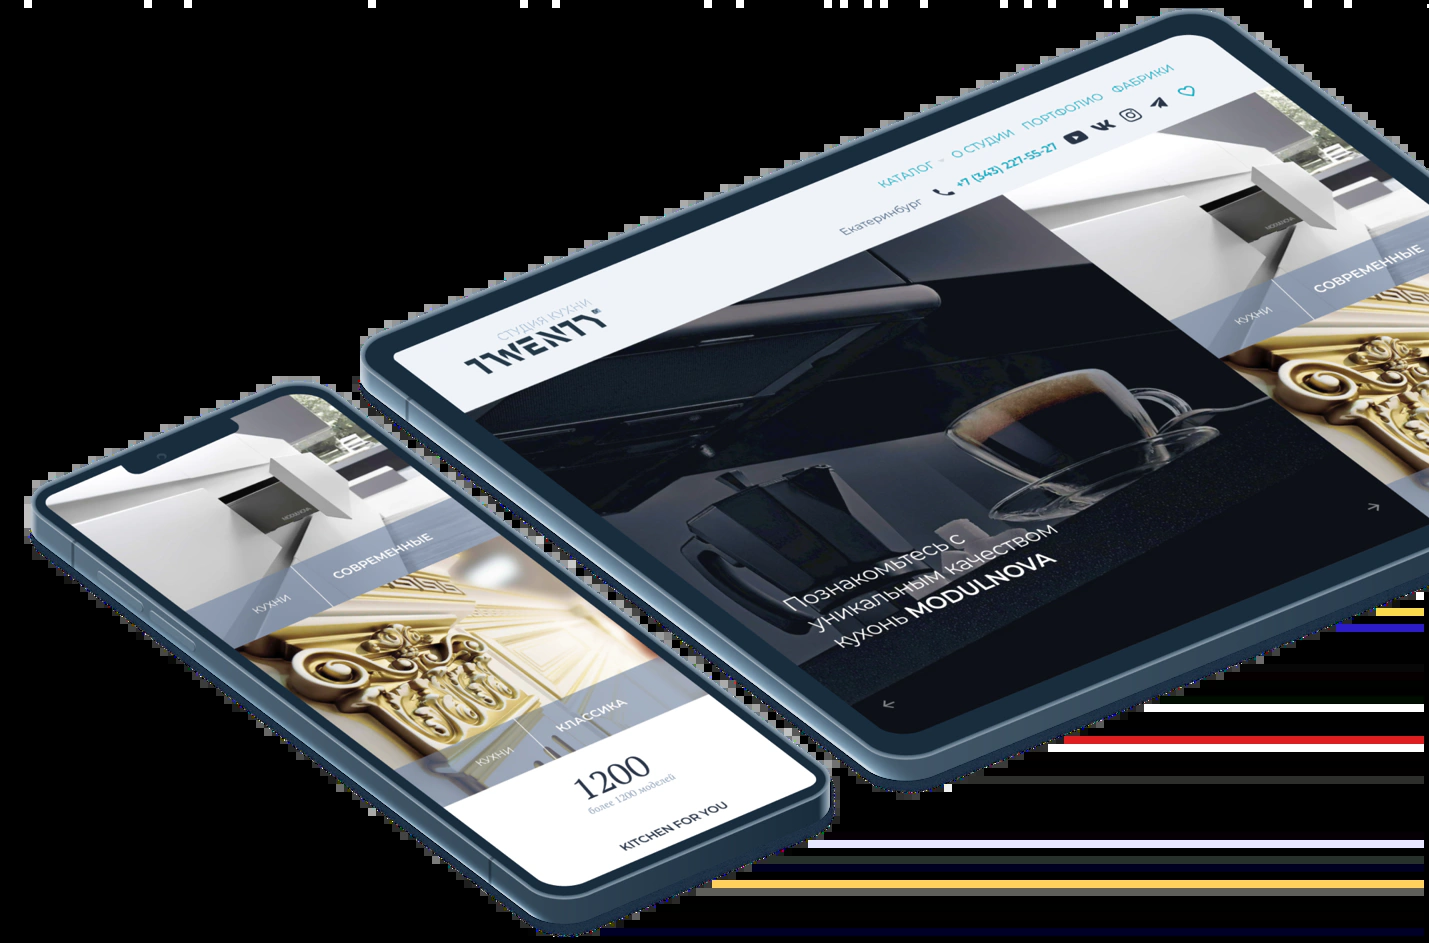 КАТАЛОГ О СТУДИИ ПОРТФОЛИО ФАБРИКИ
Екатеринбург +7 (343) 227-55-27
СТУДИЯ КУХНИ
TWENTY
КУХНИ СОВРЕМЕННЫЕ
Познакомьтесь с
уникальным качеством
кухонь MODULNOVA
КУХНИ СОВРЕМЕННЫЕ
КУХНИ КЛАССИКА
1200
более 1200 моделей
KITCHEN FOR YOU